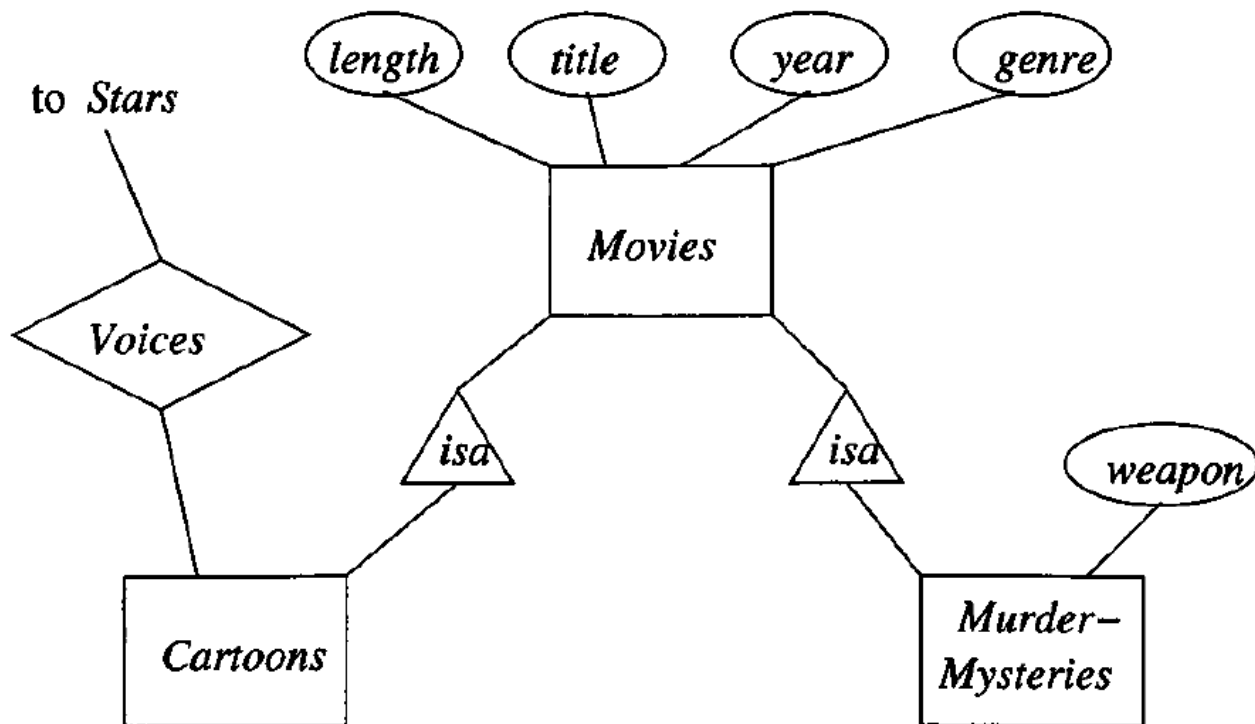 length
title
year
genre
to Stars
Movies
Voices
isa
isa
weapon
Cartoons
Murder–
Mysteries